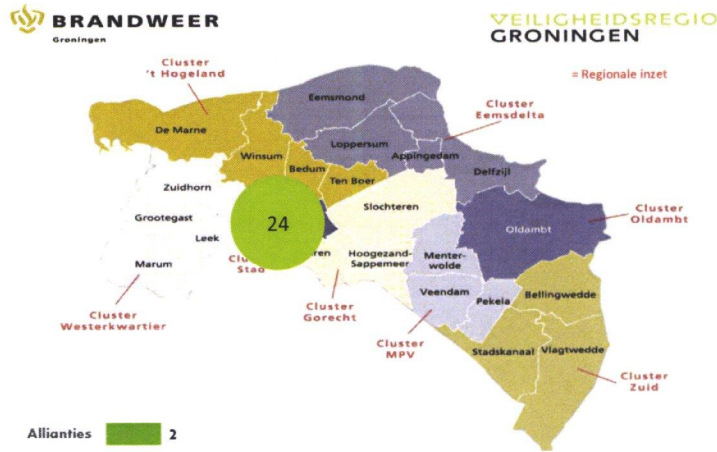 BRANDWEER
Groningen
VEILIGHEIDSREGIO
GRONINGEN
Cluster
't Hogeland
= Regionale inzet
Eemsmond
Cluster
Eemsdelta
De Marne
Loppersum
Winsum
Appingedam
Bedum
Ten Boer
Delfzijl
Zuidhorn
Slochteren
Cluster
Oldambt
Grootegast
24
Oldambt
Leek
Stad
ren
Hoogezand-
Sappemeer
Menter-
wolde
Marum
Veendam
Pekela
Bellingwedde
Cluster
Westerkwartier
Cluster
Gorecht
Cluster
MPV
Stadskanaal
Vlagtwedde
Cluster
Zuid
Allianties
2